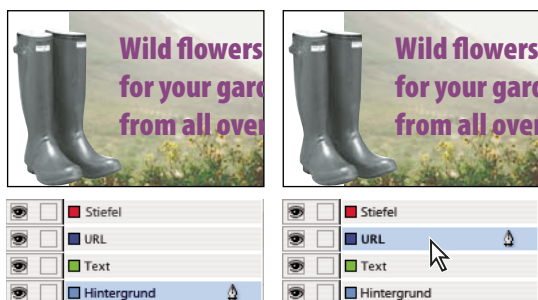 Wild flowers
for your gard
from all over
Wild flowers
for your gard
from all over
Stiefel
URL
Text
Hintergrund
Stiefel
URL
Text
Hintergrund